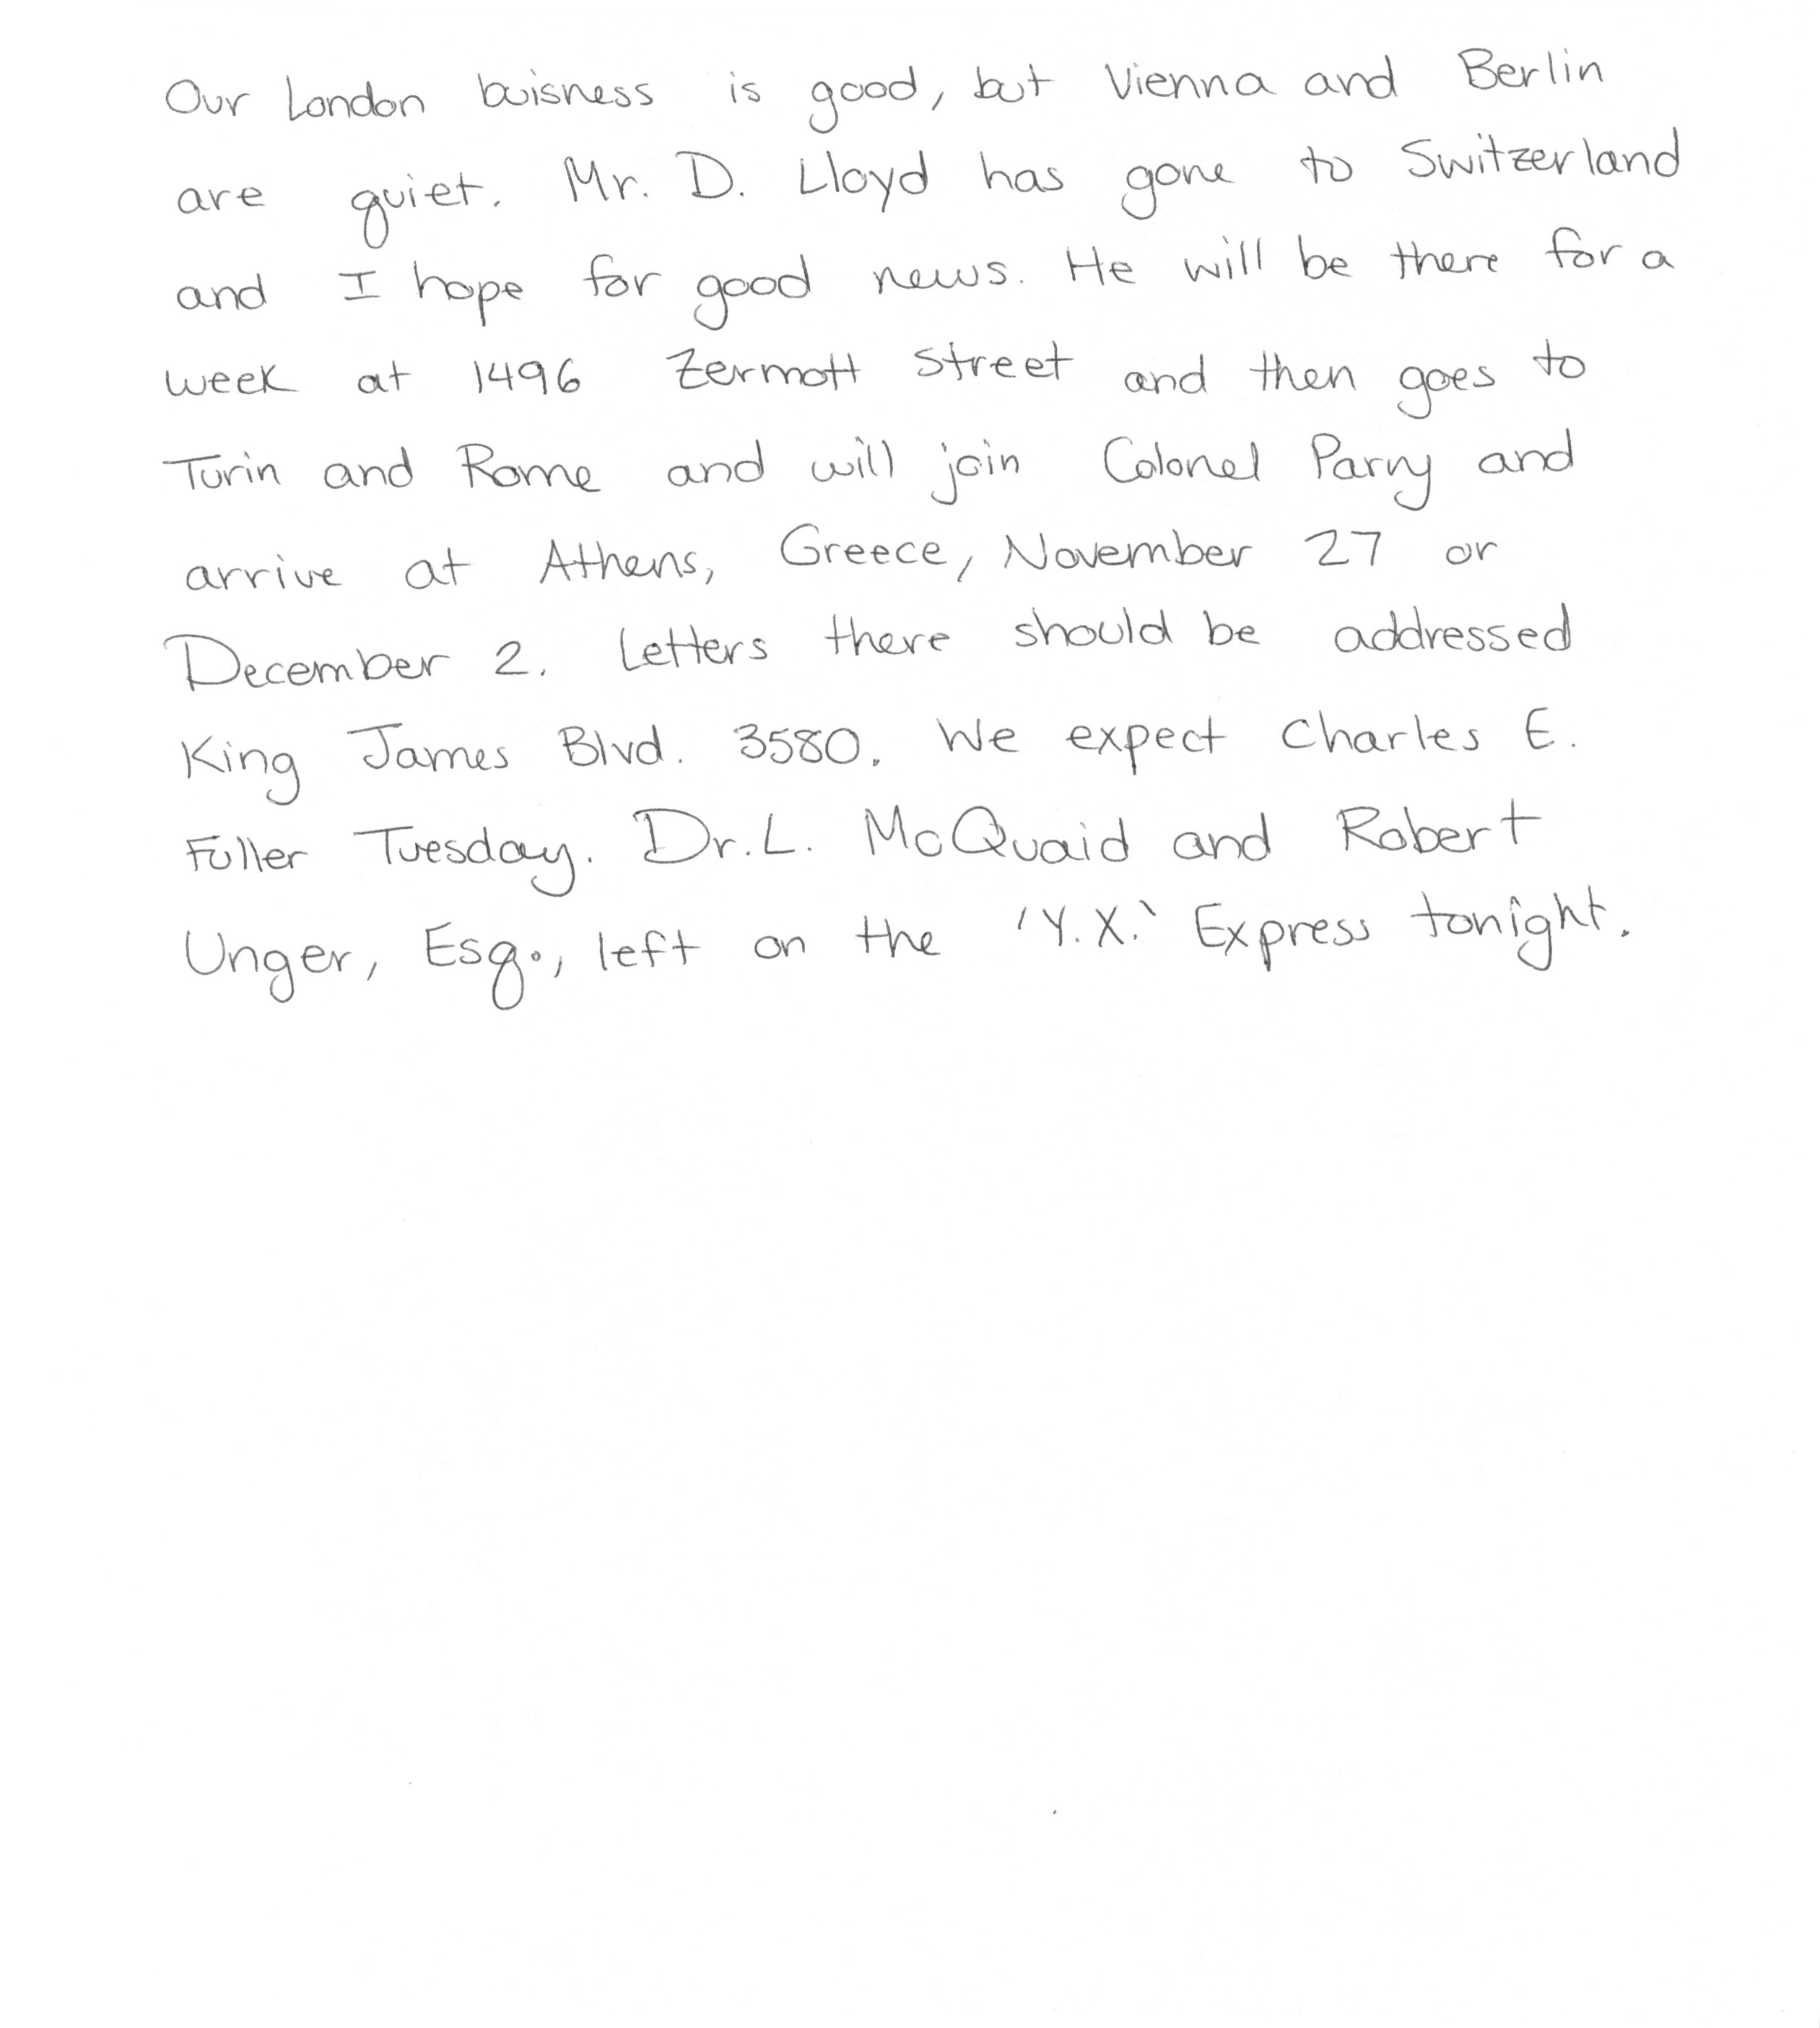 Our London buisness is good, but Vienna and Berlin
are quiet. Mr. D. Lloyd has gone to Switzerland
and I hope for good news. He will be there for a
week at 1496 Zermott Street and then goes to
Turin and Rome and will join Colonel Parry and
arrive at Athens, Greece, November 27 or
December 2. Letters there should be addressed
King James Blvd. 3580. We expect Charles E.
Fuller Tuesday. Dr. L. McQuaid and Robert
Unger, Esq., left on the 'Y.X.' Express tonight.